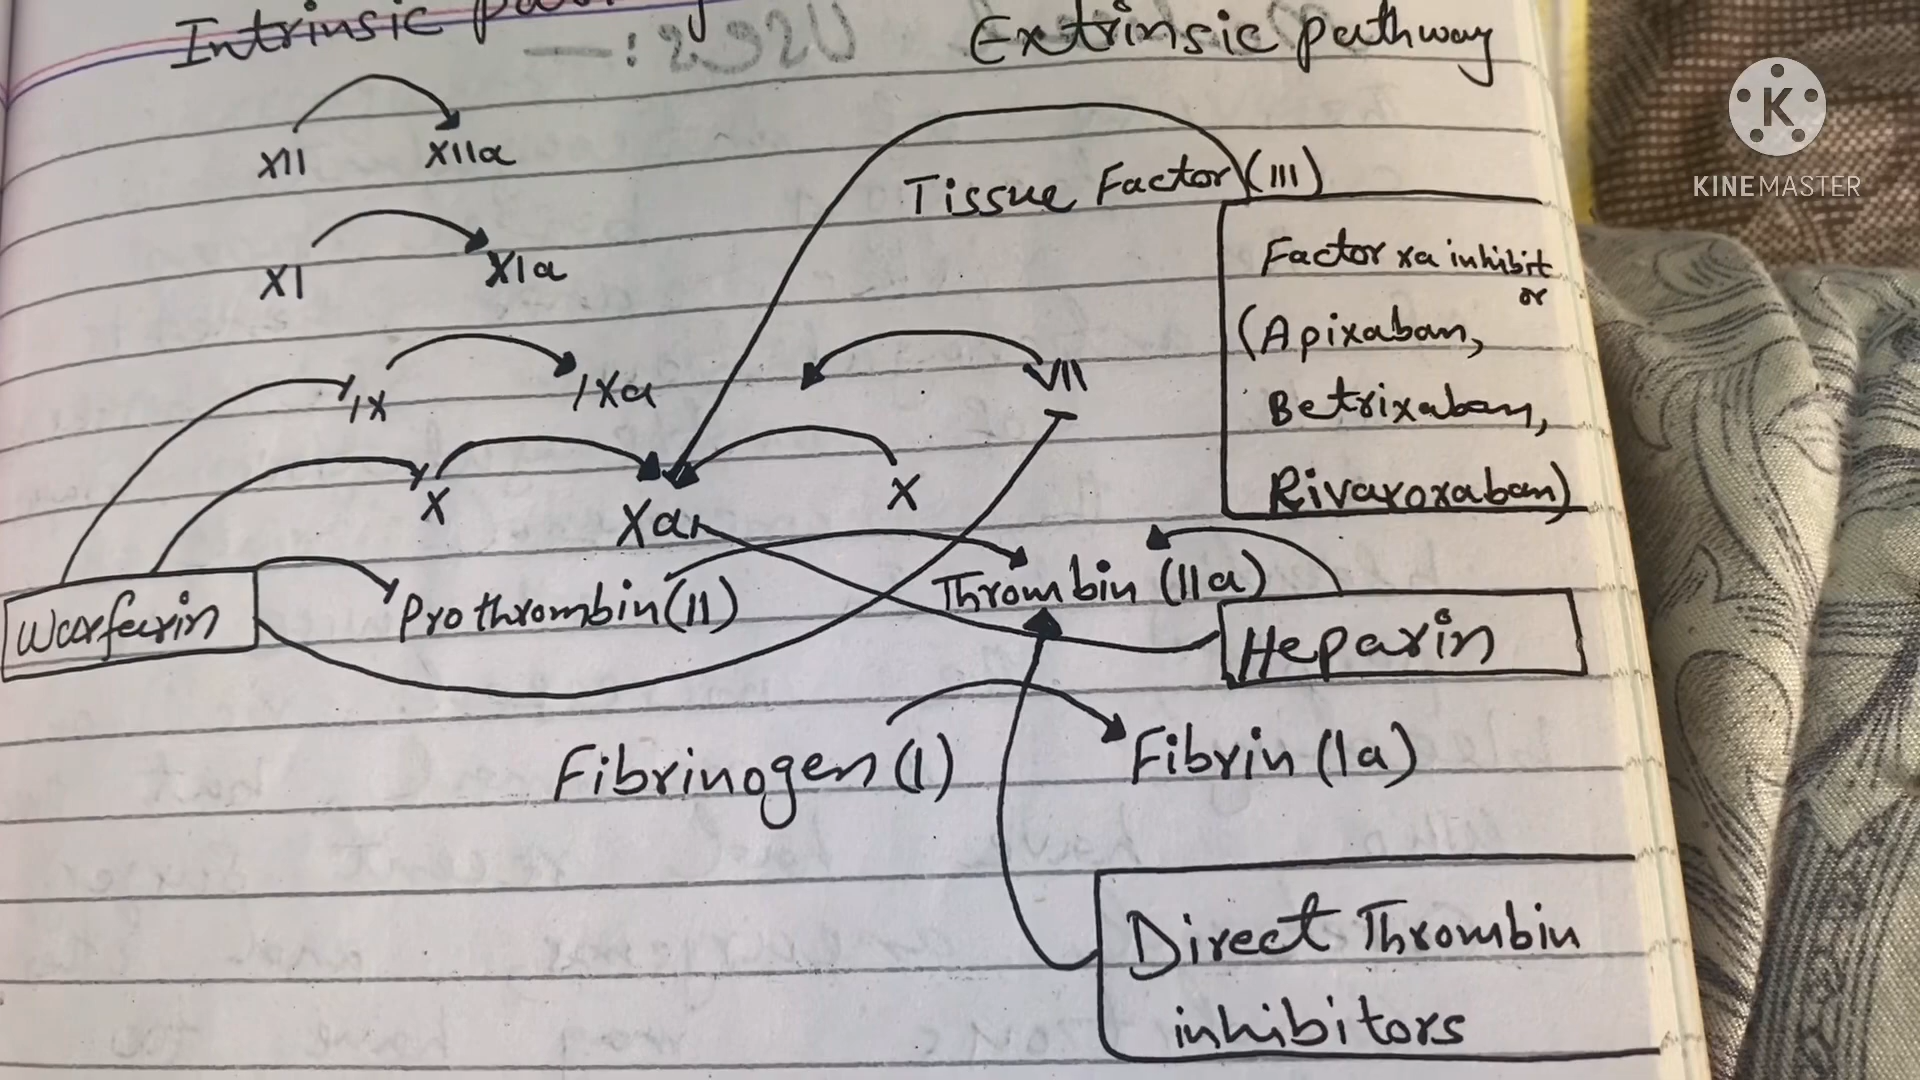 Intrinsic pathway
Extrinsic pathway
XII
XIIa
Tissue Factor (III)
XI
XIa
Factor xa inhibit
or
(Apixaban,
Betrixaban,
Rivaroxaban)
IX
IXa
VII
X
Xa
X
Warfarin
Prothrombin (II)
Thrombin (IIa)
Heparin
Fibrinogen (I)
Fibrin (Ia)
Direct Thrombin
inhibitors
K
KINEMASTER